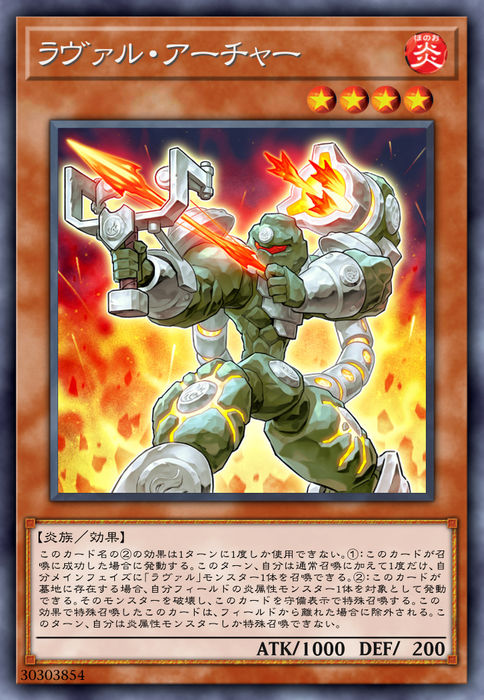 ラヴァル・アーチャー
ほのお
炎
【炎族／効果】
このカード名の②の効果は1ターンに1度しか使用できない。①：このカードが召
喚に成功した場合に発動する。このターン、自分は通常召喚に加えて1度だけ、自
分メインフェイズに「ラヴァル」モンスター1体を召喚できる。②：このカードが
墓地に存在する場合、自分フィールドの炎属性モンスター1体を対象として発動
できる。そのモンスターを破壊し、このカードを守備表示で特殊召喚する。この
効果で特殊召喚したこのカードは、フィールドから離れた場合に除外される。こ
のターン、自分は炎属性モンスターしか特殊召喚できない。
ATK/1000 DEF/ 200
30303854